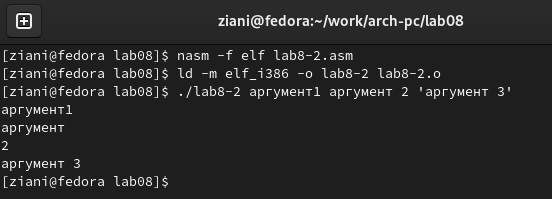 ziani@fedora:~/work/arch-pc/lab08
[ziani@fedora lab08]$ nasm -f elf lab8-2.asm
[ziani@fedora lab08]$ ld -m elf_i386 -o lab8-2 lab8-2.o
[ziani@fedora lab08]$ ./lab8-2 аргумент1 аргумент 2 'аргумент 3'
аргумент1
аргумент
2
аргумент 3
[ziani@fedora lab08]$